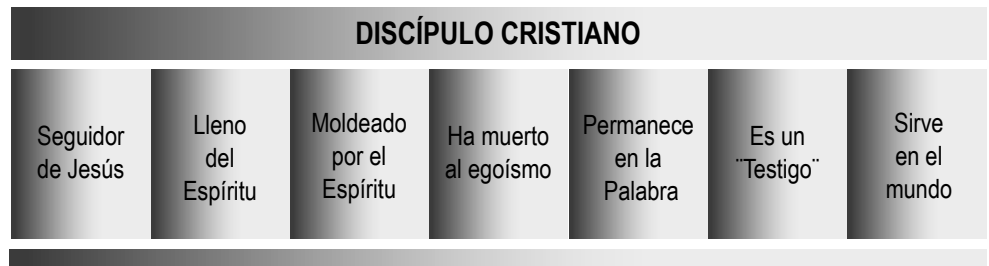 DISCÍPULO CRISTIANO
Seguidor
de Jesús
Lleno
del
Espíritu
Moldeado
por el
Espíritu
Ha muerto
al egoísmo
Permanece
en la
Palabra
Es un
¨Testigo¨
Sirve
en el
mundo